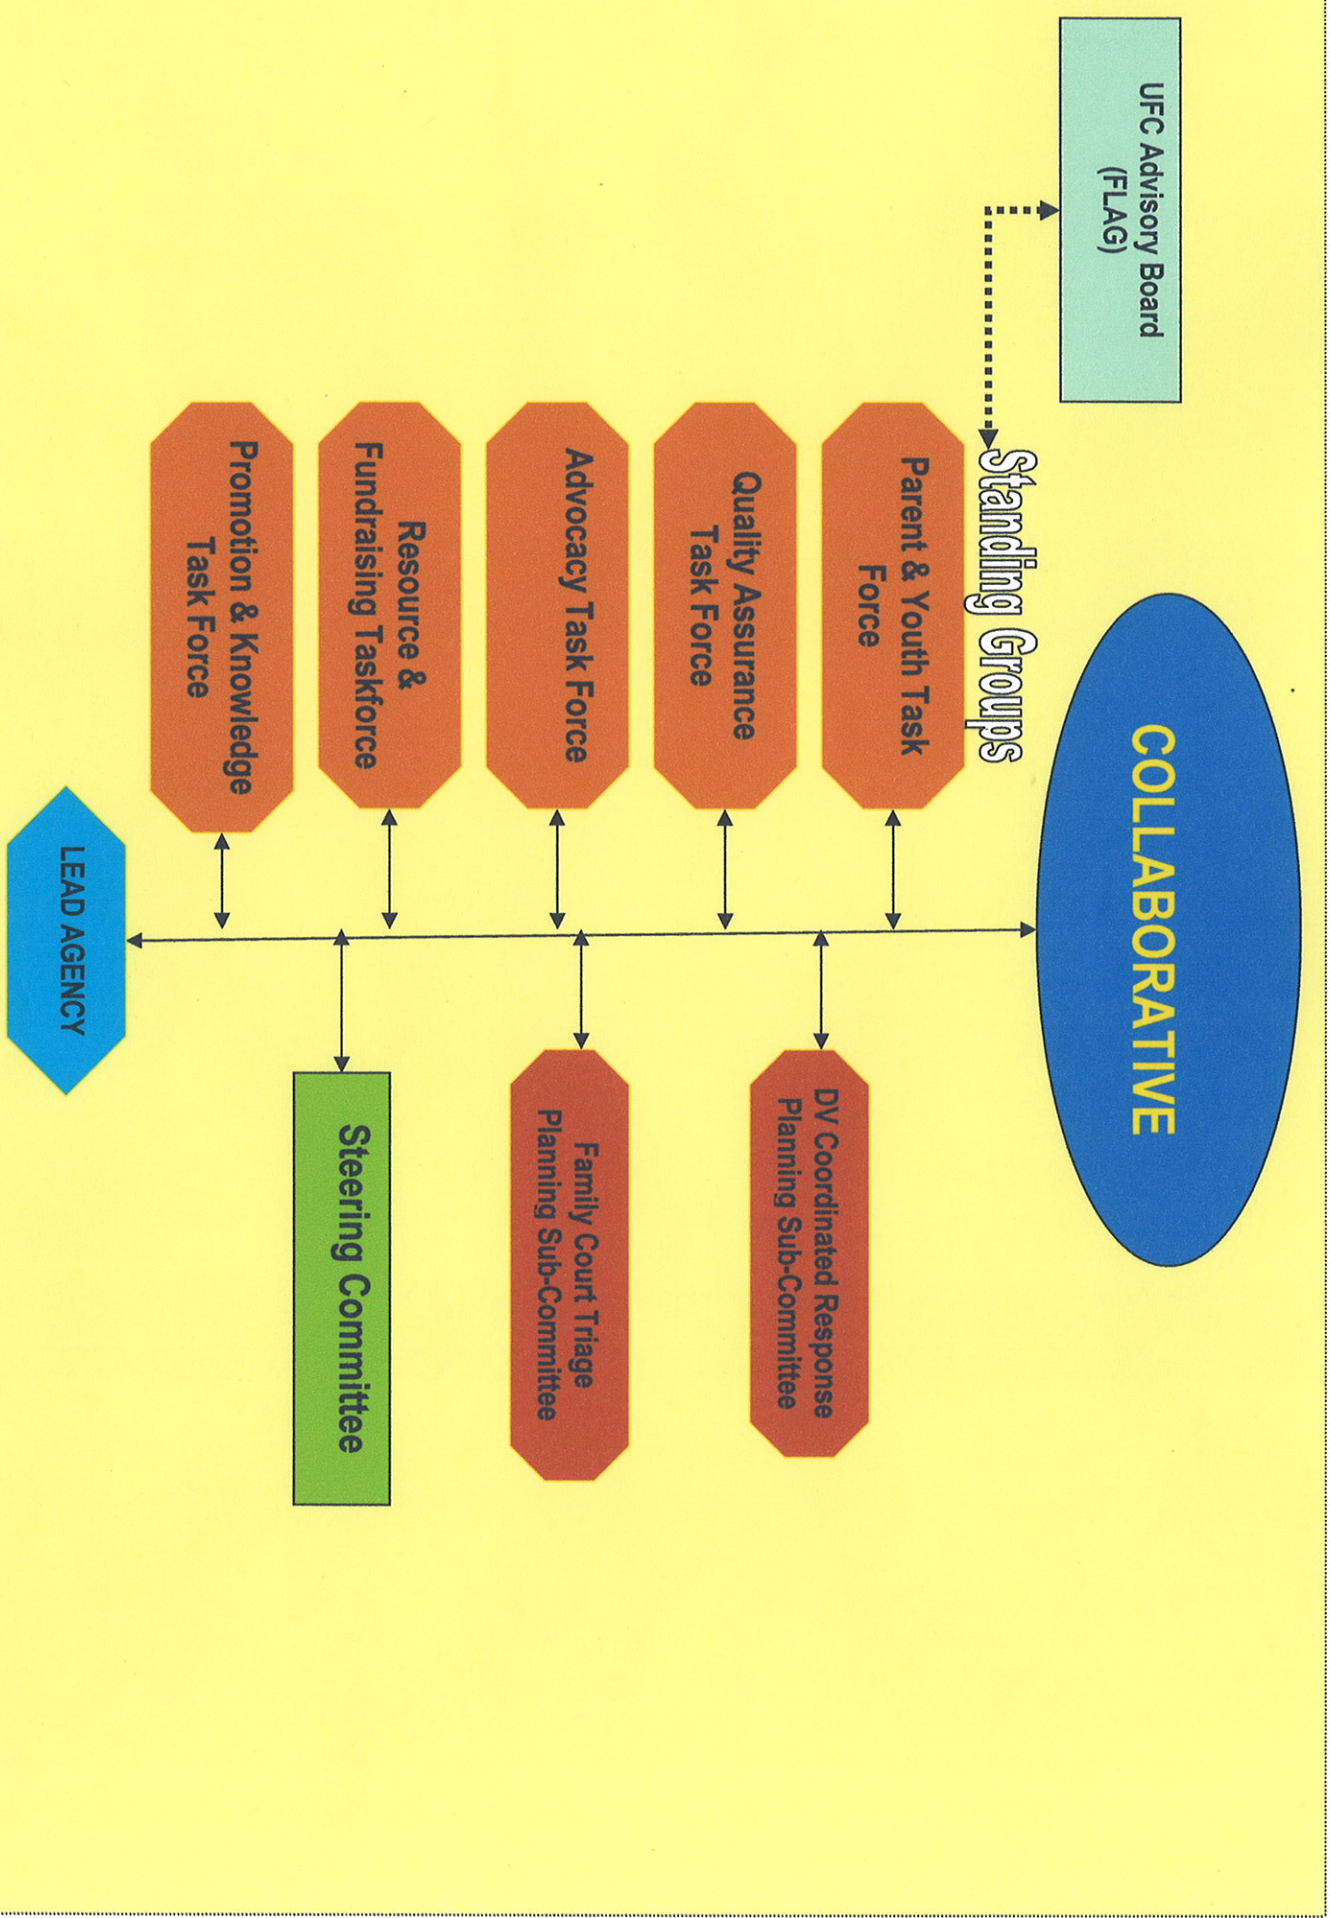 UFC Advisory Board
(FLAG)
COLLABORATIVE
Standing Groups
Parent & Youth Task
Force
Quality Assurance
Task Force
Advocacy Task Force
Resource &
Fundraising Taskforce
Promotion & Knowledge
Task Force
DV Coordinated Response
Planning Sub-Committee
Family Court Triage
Planning Sub-Committee
Steering Committee
LEAD AGENCY